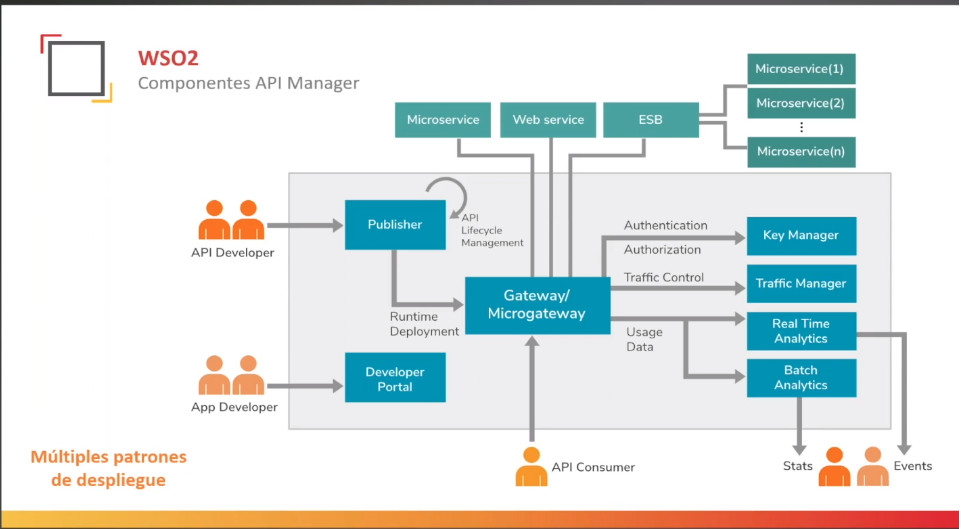 WSO2
Componentes API Manager
Microservice
Web service
ESB
Microservice(1)
Microservice(2)
⋮
Microservice(n)
API Developer
Publisher
API
Lifecycle
Management
Authentication
Authorization
Key Manager
Traffic Control
Traffic Manager
Gateway/
Microgateway
Runtime
Deployment
Usage
Data
Real Time
Analytics
Batch
Analytics
App Developer
Developer
Portal
Múltiples patrones
de despliegue
API Consumer
Stats
Events